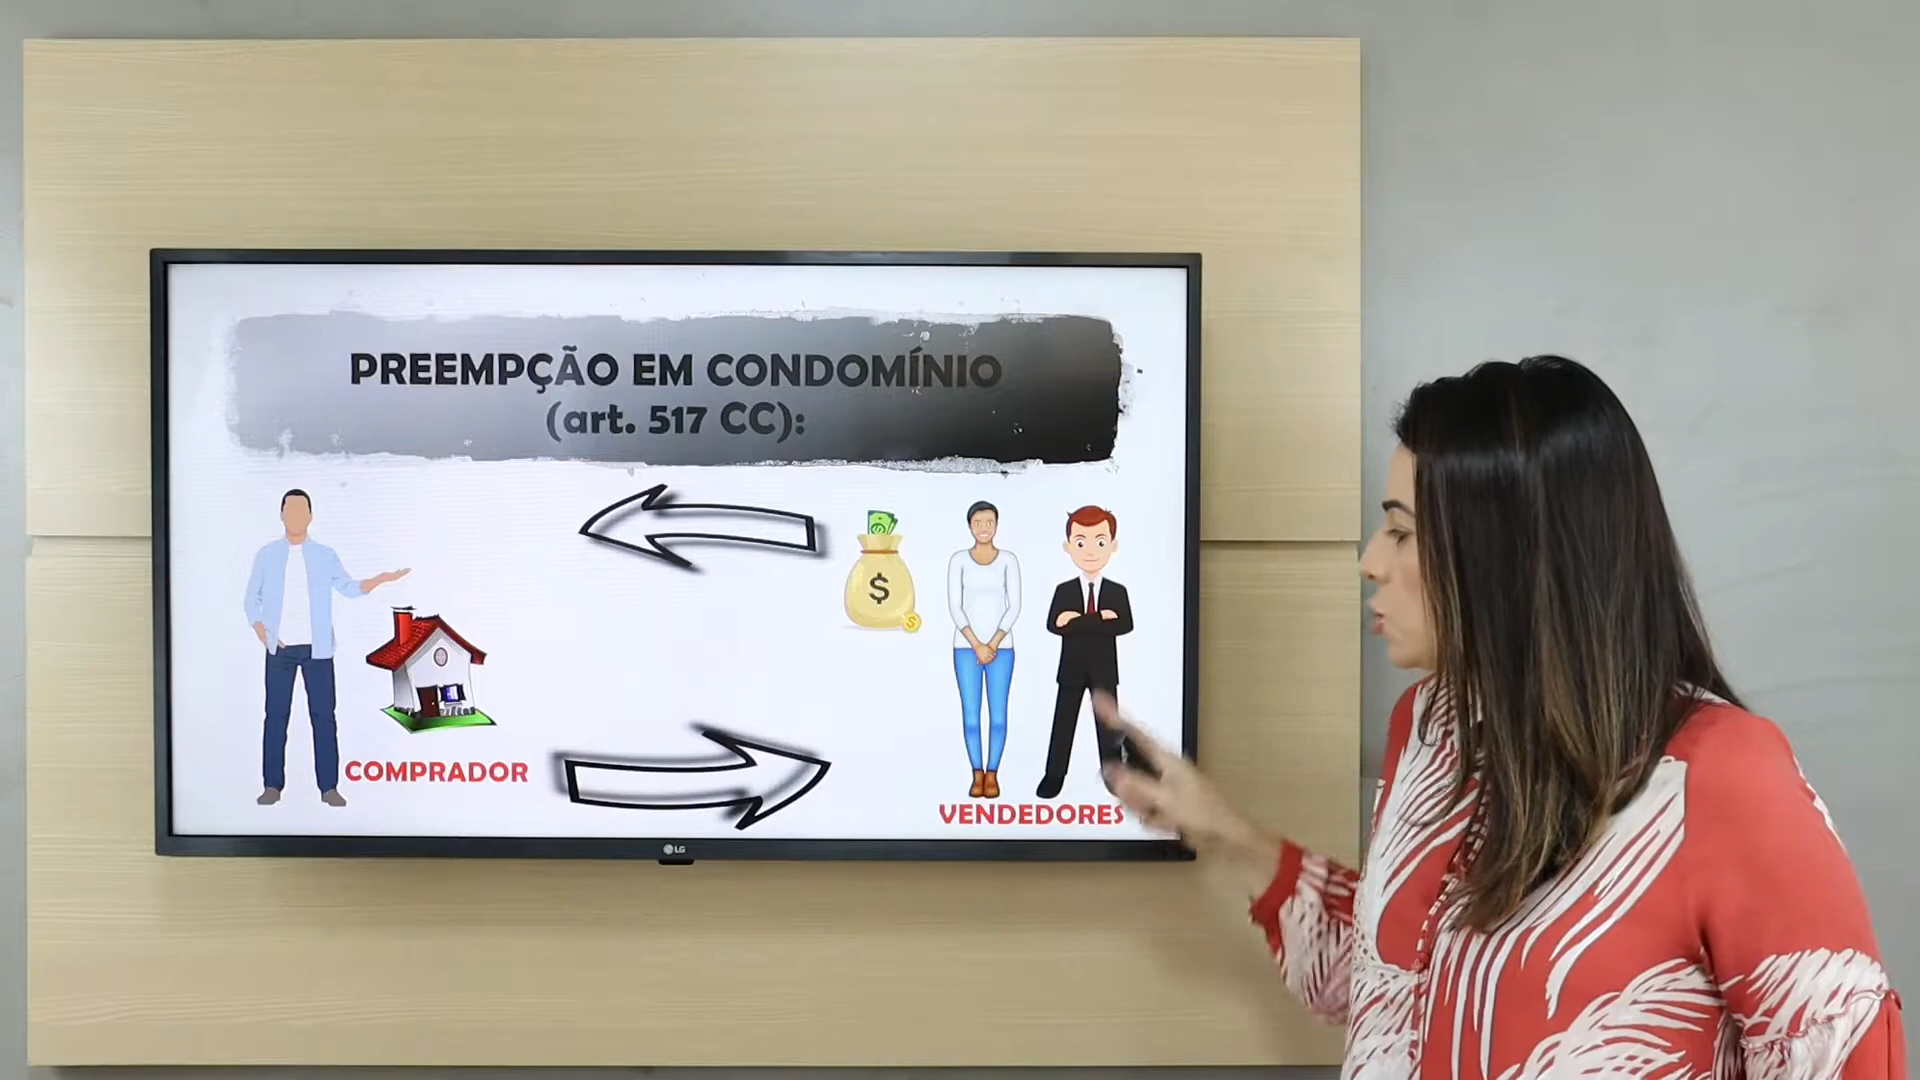 PREEMPÇÃO EM CONDOMÍNIO
(art. 517 CC):
$
$
COMPRADOR
VENDEDORES
LG